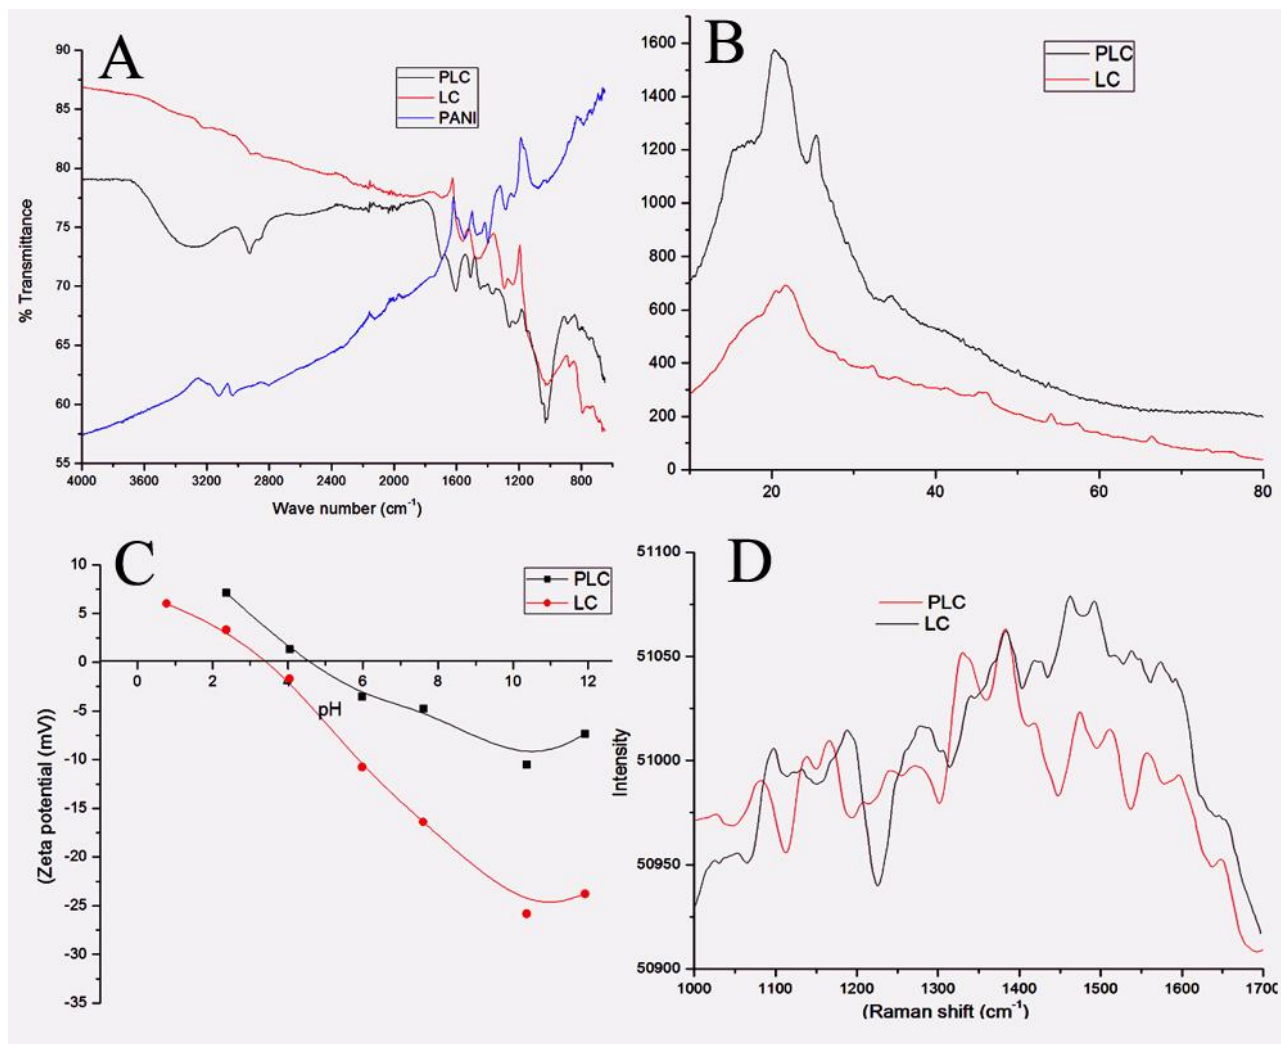 A
PLC
LC
PANI
90
85
80
75
70
65
60
55
% Transmittance
4000 3600 3200 2800 2400 2000 1600 1200 800
Wave number (cm⁻¹)
B
PLC
LC
1600
1400
1200
1000
800
600
400
200
0
20 40 60 80
C
PLC
LC
10
5
0
-5
-10
-15
-20
-25
-30
-35
(Zeta potential (mV))
0 2 4 6 8 10 12
pH
D
PLC
LC
51100
51050
51000
50950
50900
Intensity
1000 1100 1200 1300 1400 1500 1600 1700
(Raman shift (cm⁻¹)